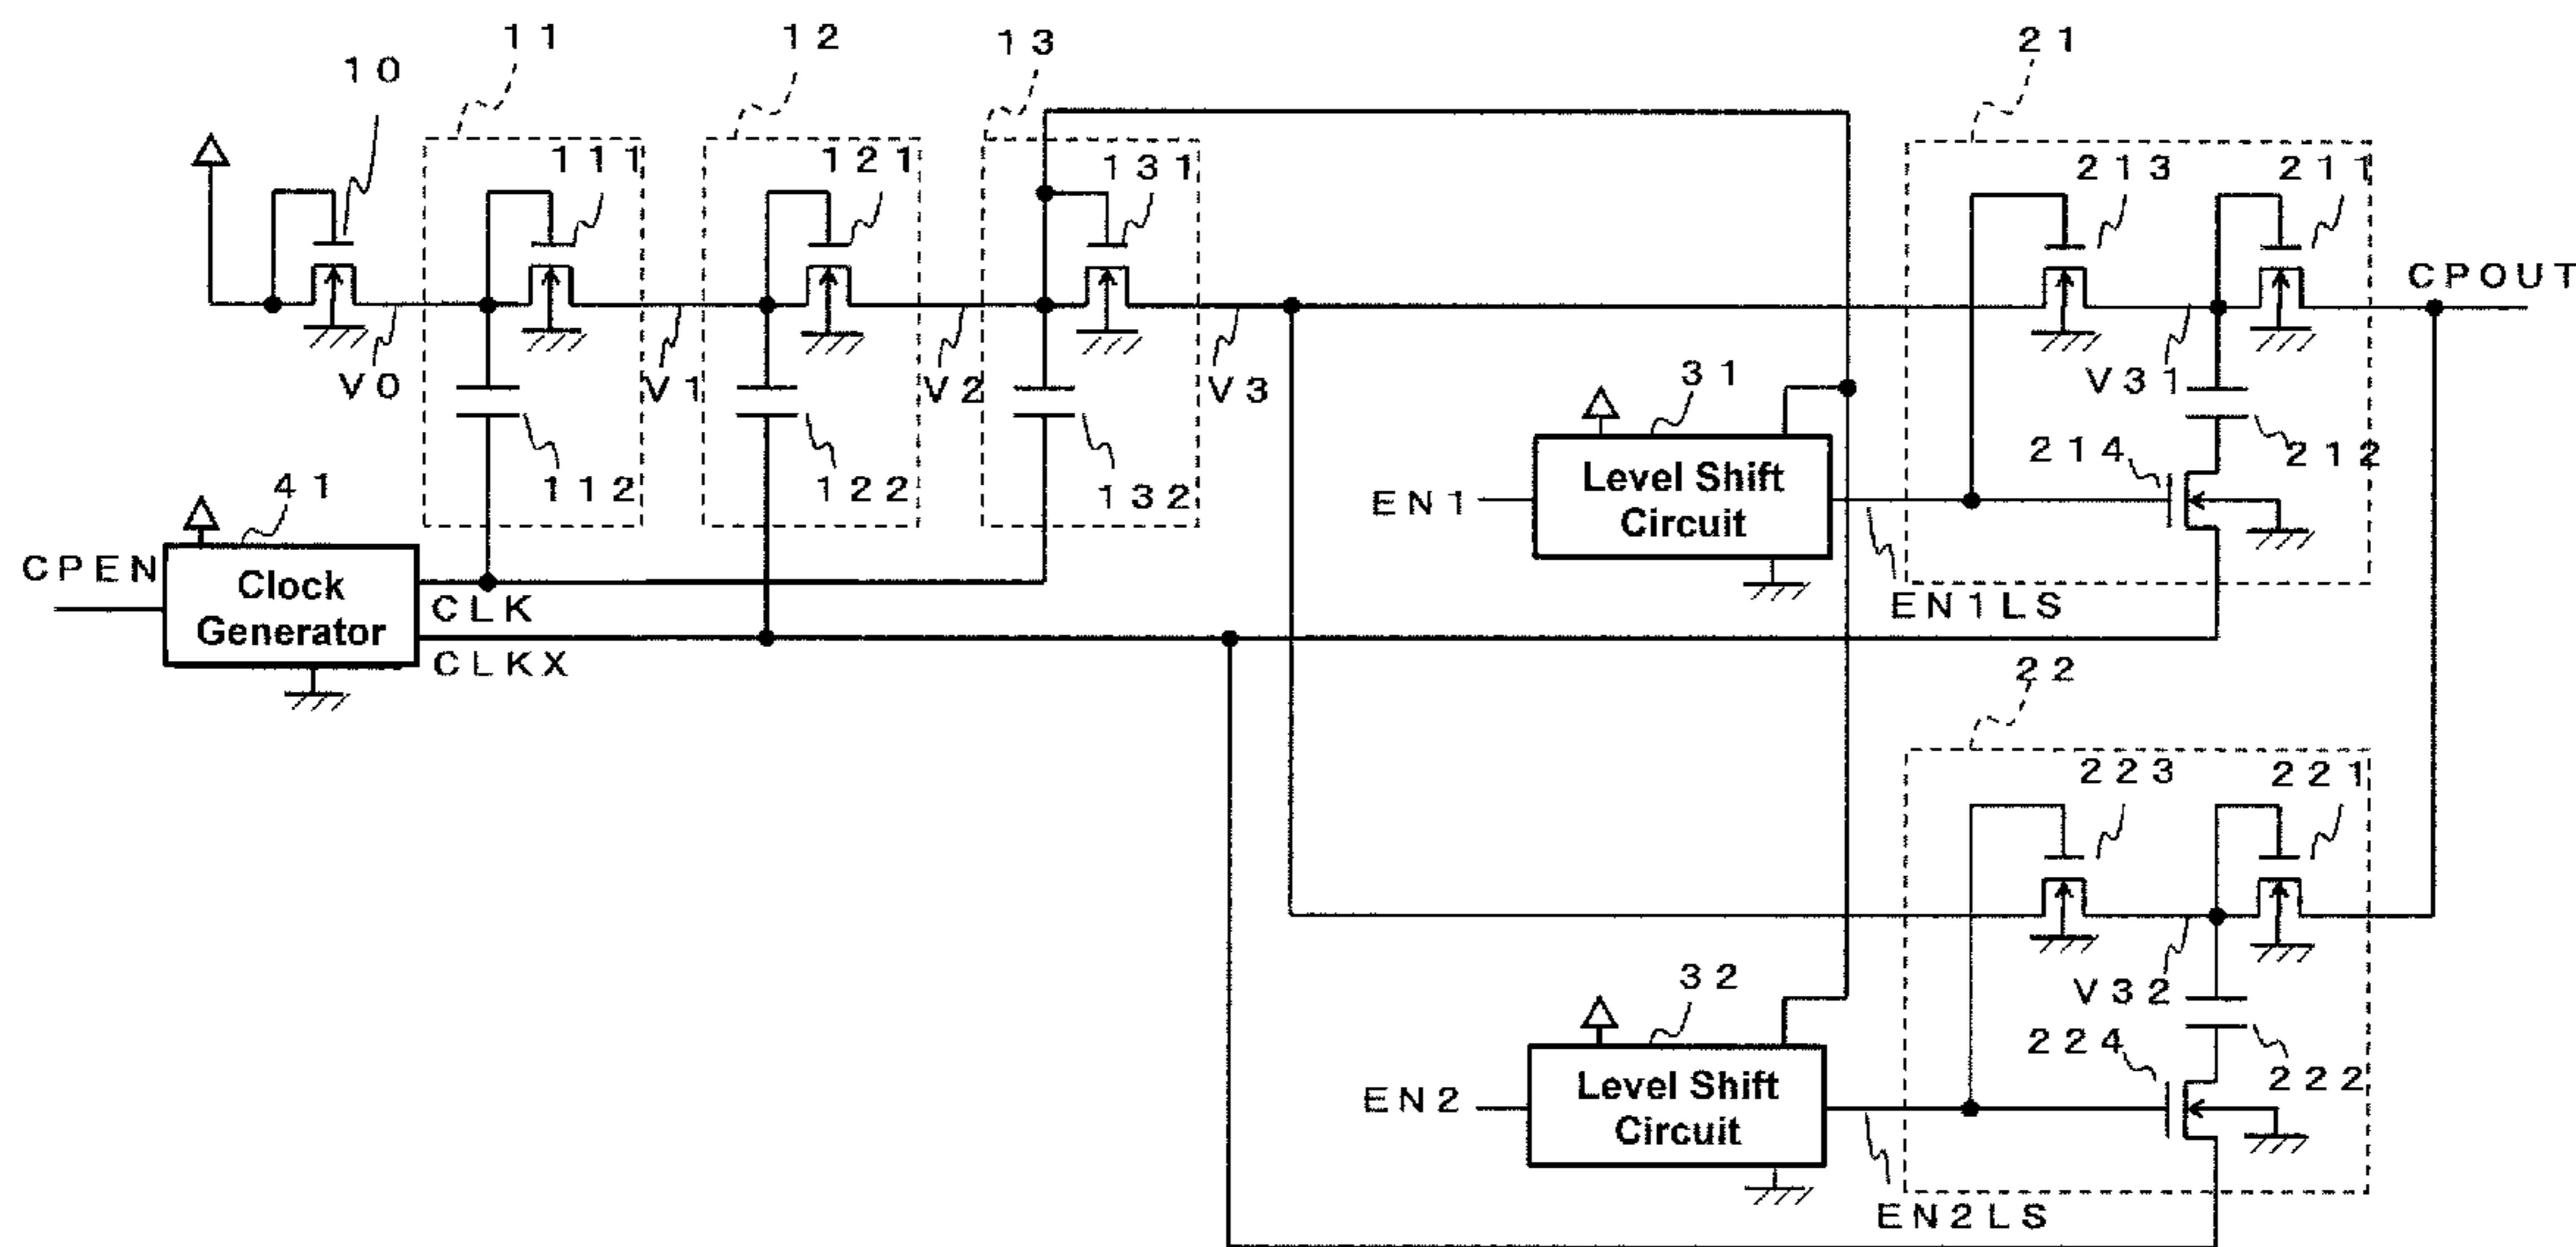 11
12
13
21
10
111
121
131
213
211
CPOUT
V0
V1
V2
V3
V31
31
112
122
132
214
212
41
EN1
Level Shift
Circuit
CPEN
Clock
Generator
CLK
CLKX
EN1LS
22
223
221
32
V32
224
222
EN2
Level Shift
Circuit
EN2LS